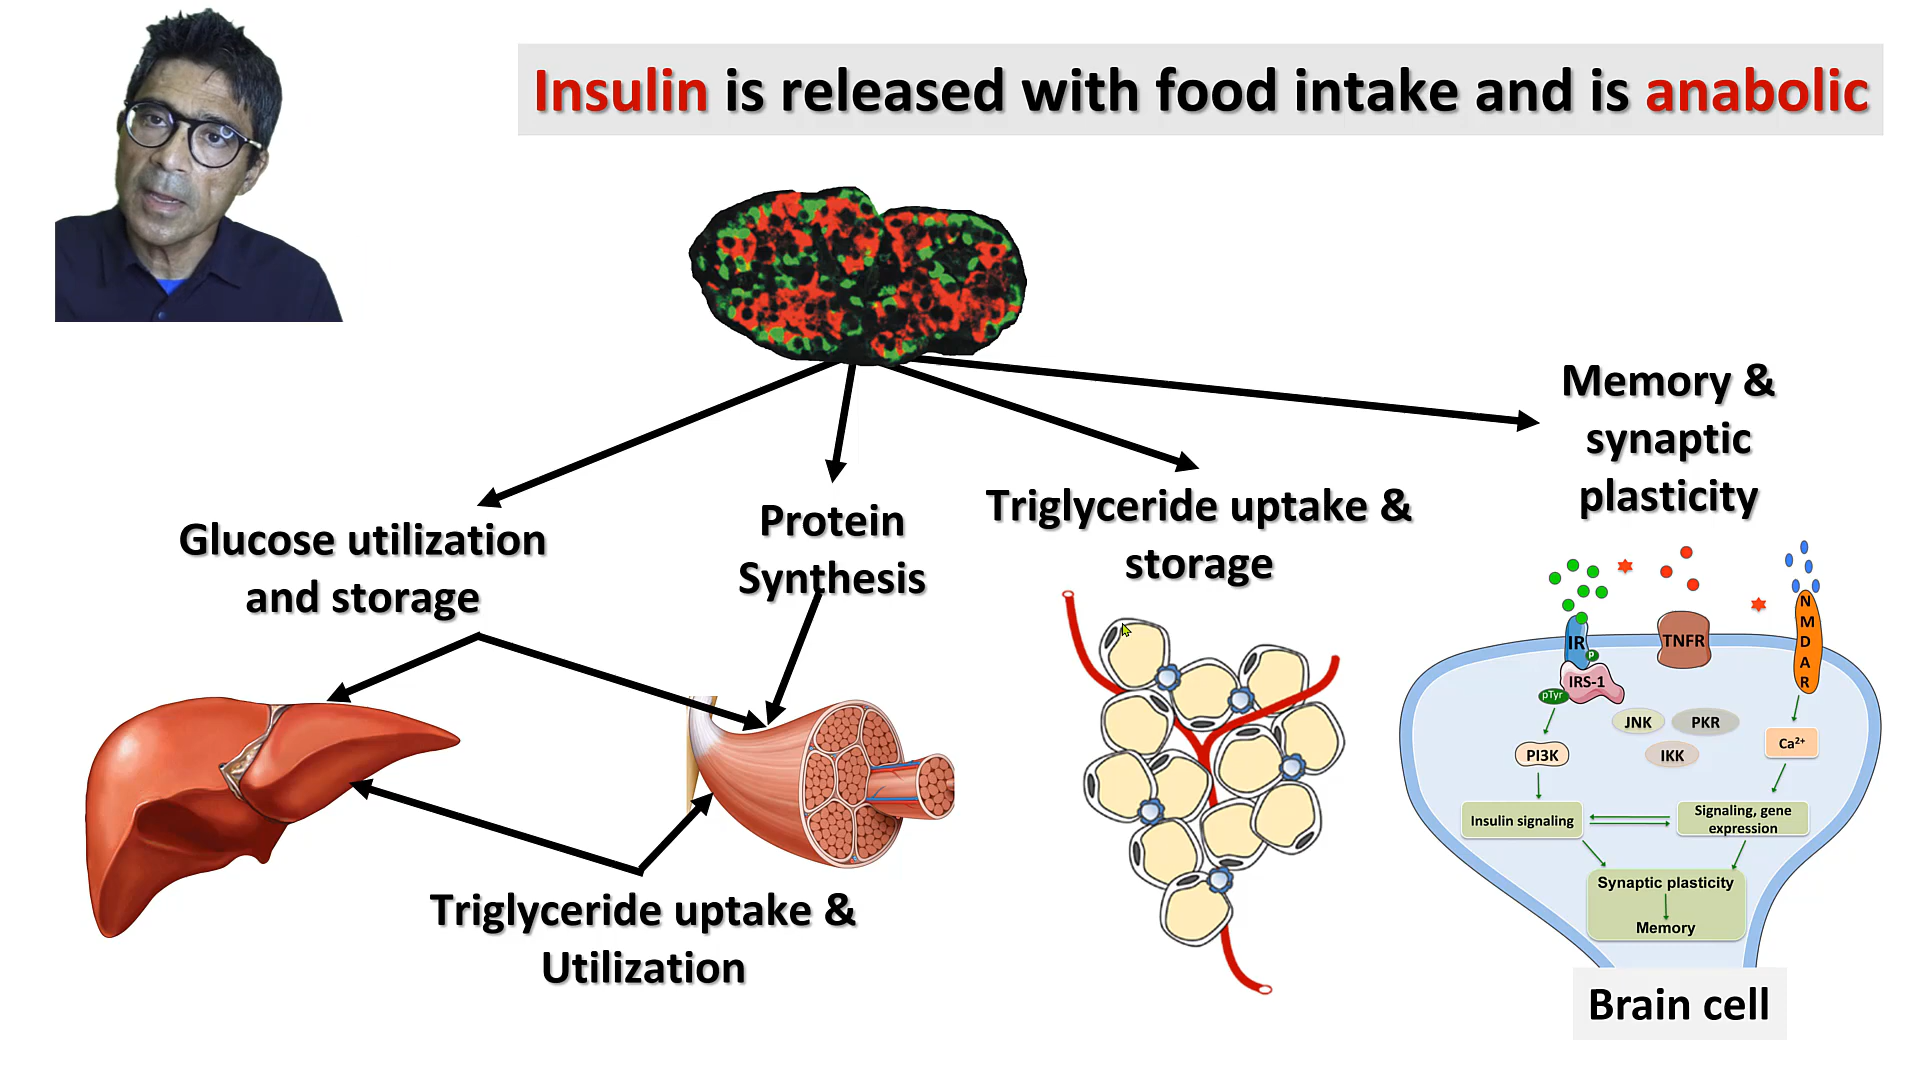 Insulin is released with food intake and is anabolic
Memory &
synaptic
plasticity
Glucose utilization
and storage
Protein
Synthesis
Triglyceride uptake &
storage
Triglyceride uptake &
Utilization
IR
P
IRS-1
pTyr
TNFR
N
M
D
A
R
JNK
PKR
IKK
PI3K
Ca²⁺
Insulin signaling
Signaling, gene
expression
Synaptic plasticity
Memory
Brain cell